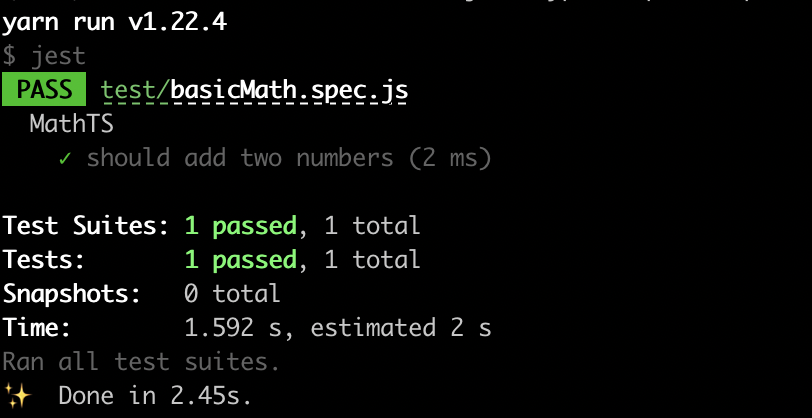 yarn run v1.22.4
$ jest
PASS test/basicMath.spec.js
MathTS
✓ should add two numbers (2 ms)
Test Suites: 1 passed, 1 total
Tests: 1 passed, 1 total
Snapshots: 0 total
Time: 1.592 s, estimated 2 s
Ran all test suites.
✨ Done in 2.45s.